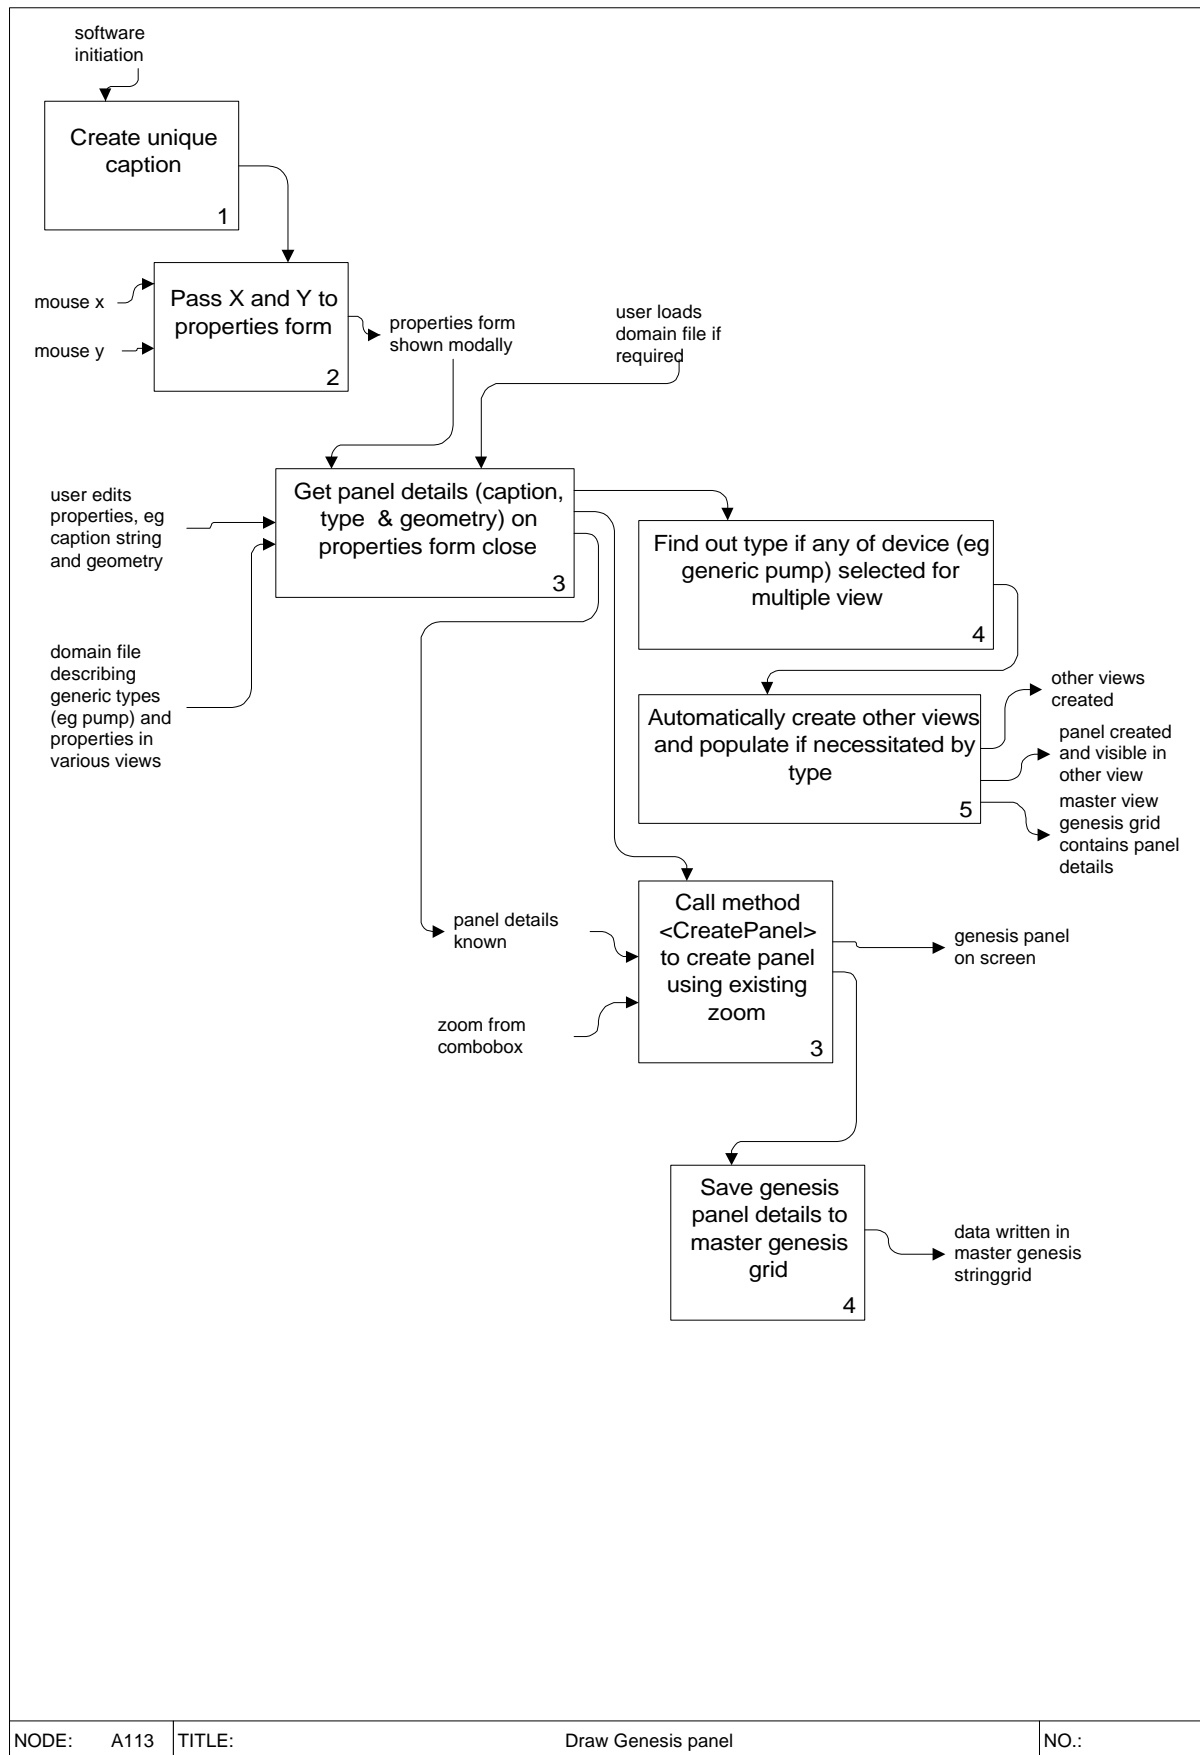 software
initiation
Create unique
caption
1
mouse x
mouse y
Pass X and Y to
properties form
2
properties form
shown modally
user loads
domain file if
required
user edits
properties, eg
caption string
and geometry
domain file
describing
generic types
(eg pump) and
properties in
various views
Get panel details (caption,
type & geometry) on
properties form close
3
Find out type if any of device (eg
generic pump) selected for
multiple view
4
Automatically create other views
and populate if necessitated by
type
5
other views
created
panel created
and visible in
other view
master view
genesis grid
contains panel
details
panel details
known
zoom from
combobox
Call method
<CreatePanel>
to create panel
using existing
zoom
3
genesis panel
on screen
Save genesis
panel details to
master genesis
grid
4
data written in
master genesis
stringgrid
NODE: A113 TITLE: Draw Genesis panel NO.: